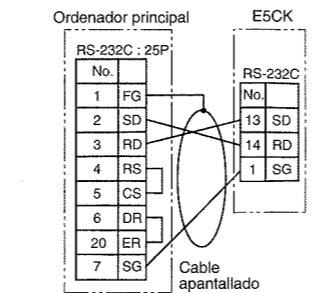 Ordenador principal
E5CK
RS-232C : 25P
No.
1 FG
2 SD
3 RD
4 RS
5 CS
6 DR
20 ER
7 SG
RS-232C
No.
13 SD
14 RD
1 SG
Cable
apantallado